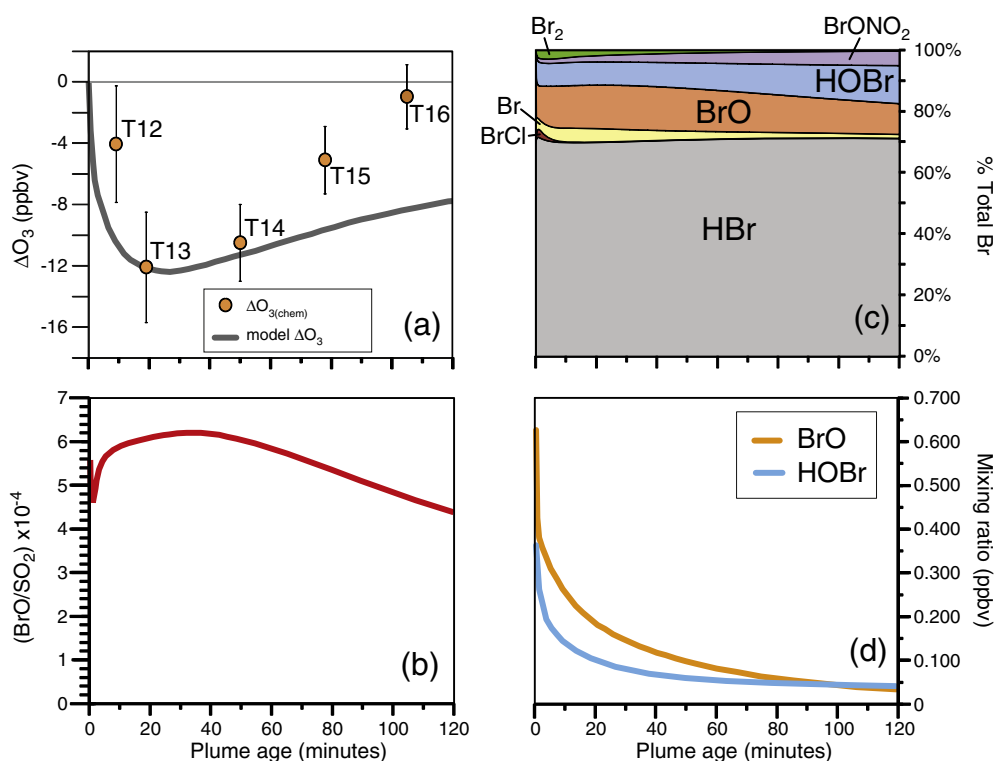 0
-4
-8
-12
-16
ΔO3 (ppbv)
T12
T13
T14
T15
T16
ΔO3(chem)
model ΔO3
(a)
Br2
BrONO2
HOBr
BrO
Br
BrCl
HBr
(c)
100%
80%
60%
40%
20%
0%
% Total Br
7
6
5
4
3
2
1
0
(BrO/SO2) x10-4
(b)
0 20 40 60 80 100 120
Plume age (minutes)
BrO
HOBr
(d)
0.700
0.600
0.500
0.400
0.300
0.200
0.100
0.000
Mixing ratio (ppbv)
0 20 40 60 80 100 120
Plume age (minutes)